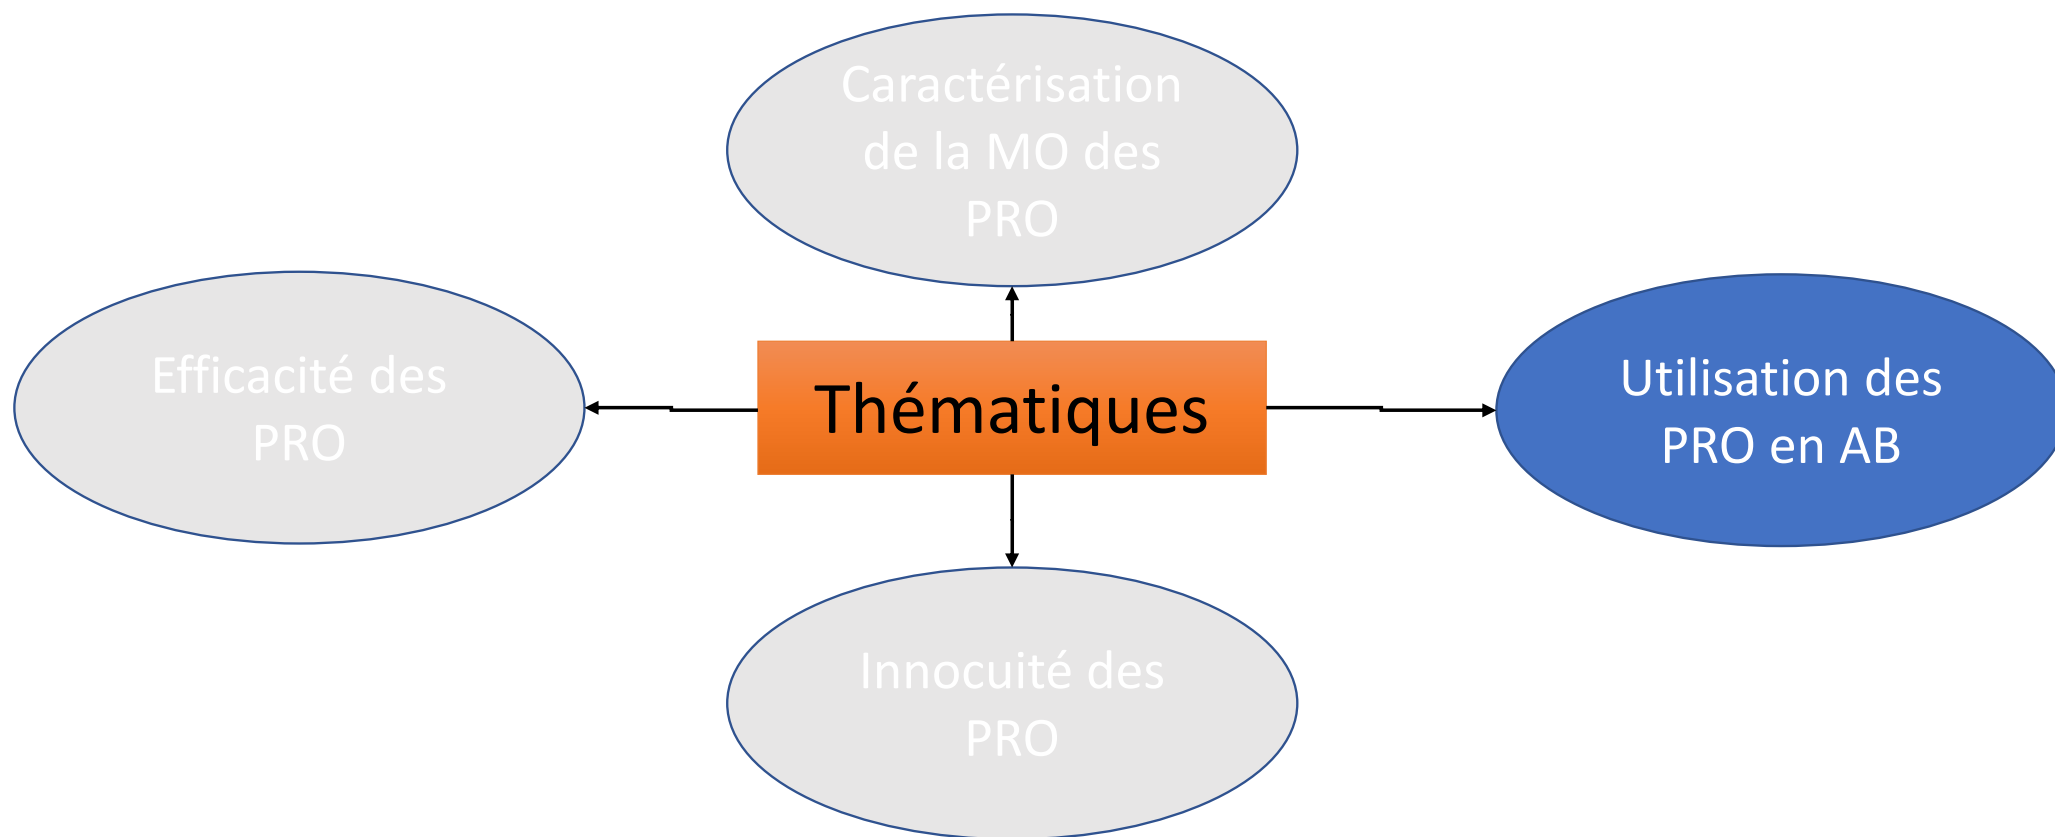 Caractérisation
de la MO des
PRO
Efficacité des
PRO
Thématiques
Utilisation des
PRO en AB
Innocuité des
PRO